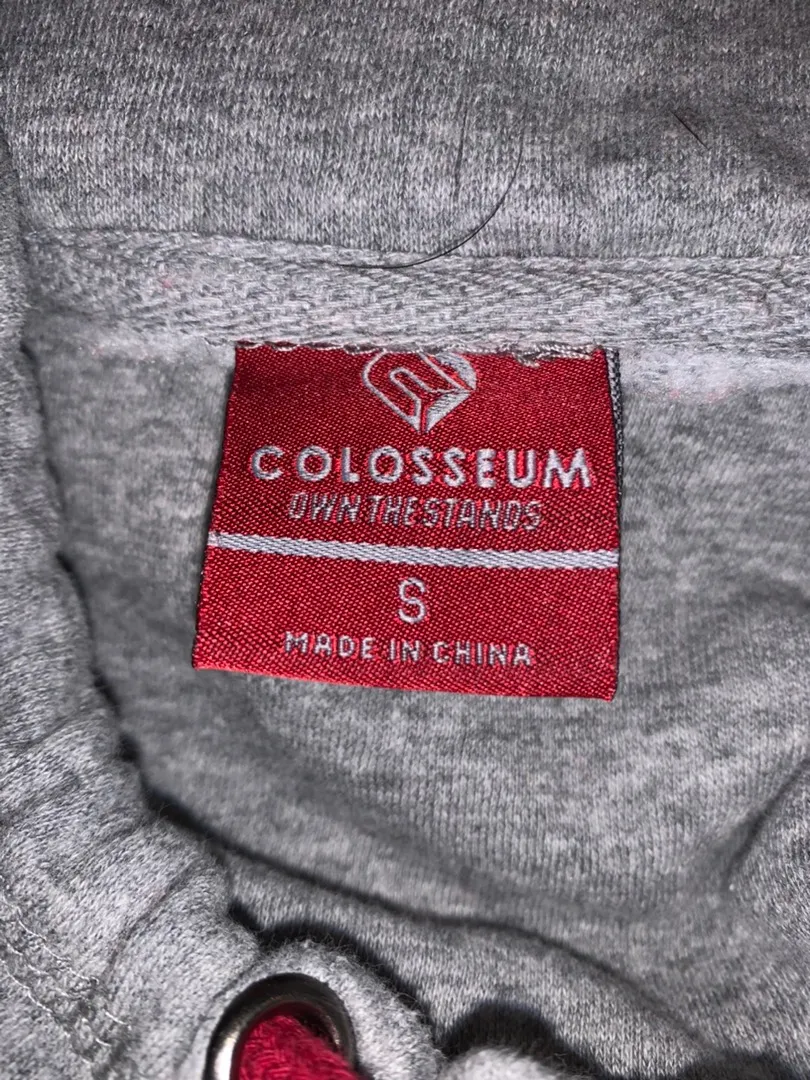 COLOSSEUM
OWN THE STANDS
S
MADE IN CHINA